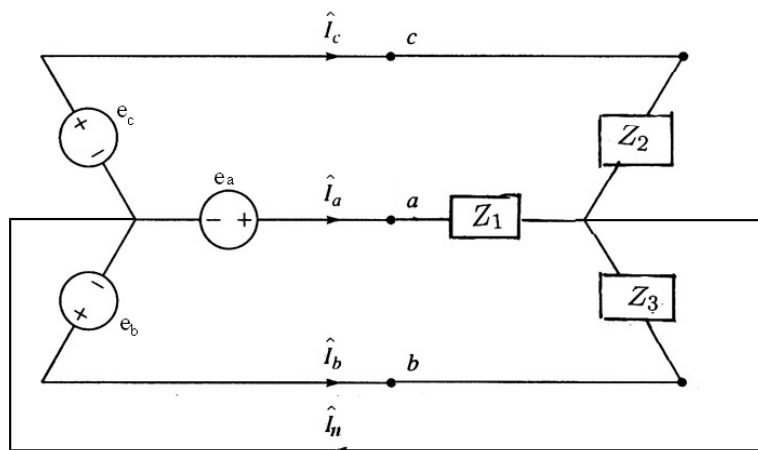 Î_c c
+
e_c
−
Z_2
e_a
− +
Î_a a
Z_1
−
+
e_b
Z_3
Î_b b
Î_n